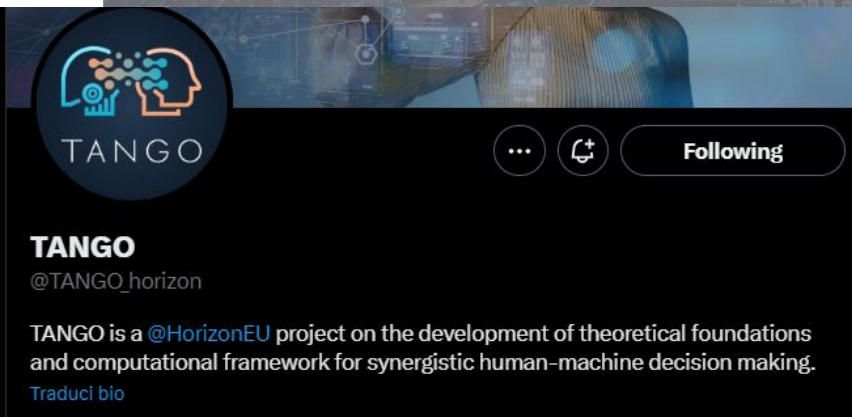 TANGO
Following
TANGO
@TANGO_horizon
TANGO is a @HorizonEU project on the development of theoretical foundations
and computational framework for synergistic human-machine decision making.
Traduci bio